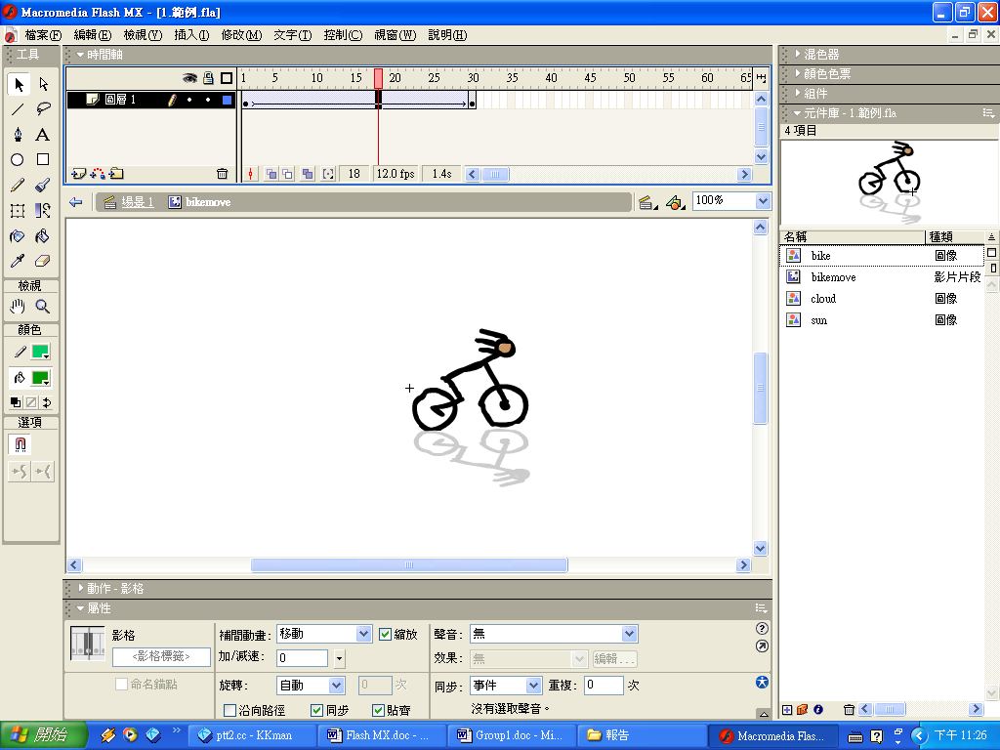 Macromedia Flash MX - [1.範例.fla]
檔案(F) 編輯(E) 檢視(V) 插入(I) 修改(M) 文字(T) 控制(C) 視窗(W) 說明(H)
工具
時間軸
1 5 10 15 20 25 30 35 40 45 50 55 60 65
圖層 1
18 12.0 fps 1.4s
場景 1 bikemove 100%
檢視
顏色
選項
混色器
顏色色票
組件
元件庫 - 1.範例.fla
4 項目
名稱 種類
bike 圖像
bikemove 影片片段
cloud 圖像
sun 圖像
動作 - 影格
屬性
影格
<影格標籤>
命名錨點
補間動畫: 移動 縮放
加/減速: 0
旋轉: 自動 0 次
沿向路徑 同步 貼齊
聲音: 無
效果: 無 編輯...
同步: 事件 重複: 0 次
沒有選取聲音。
開始 ptt2.cc - KKman Flash MX.doc - ... Group1.doc - Mi... 報告 Macromedia Flas... 下午 11:26